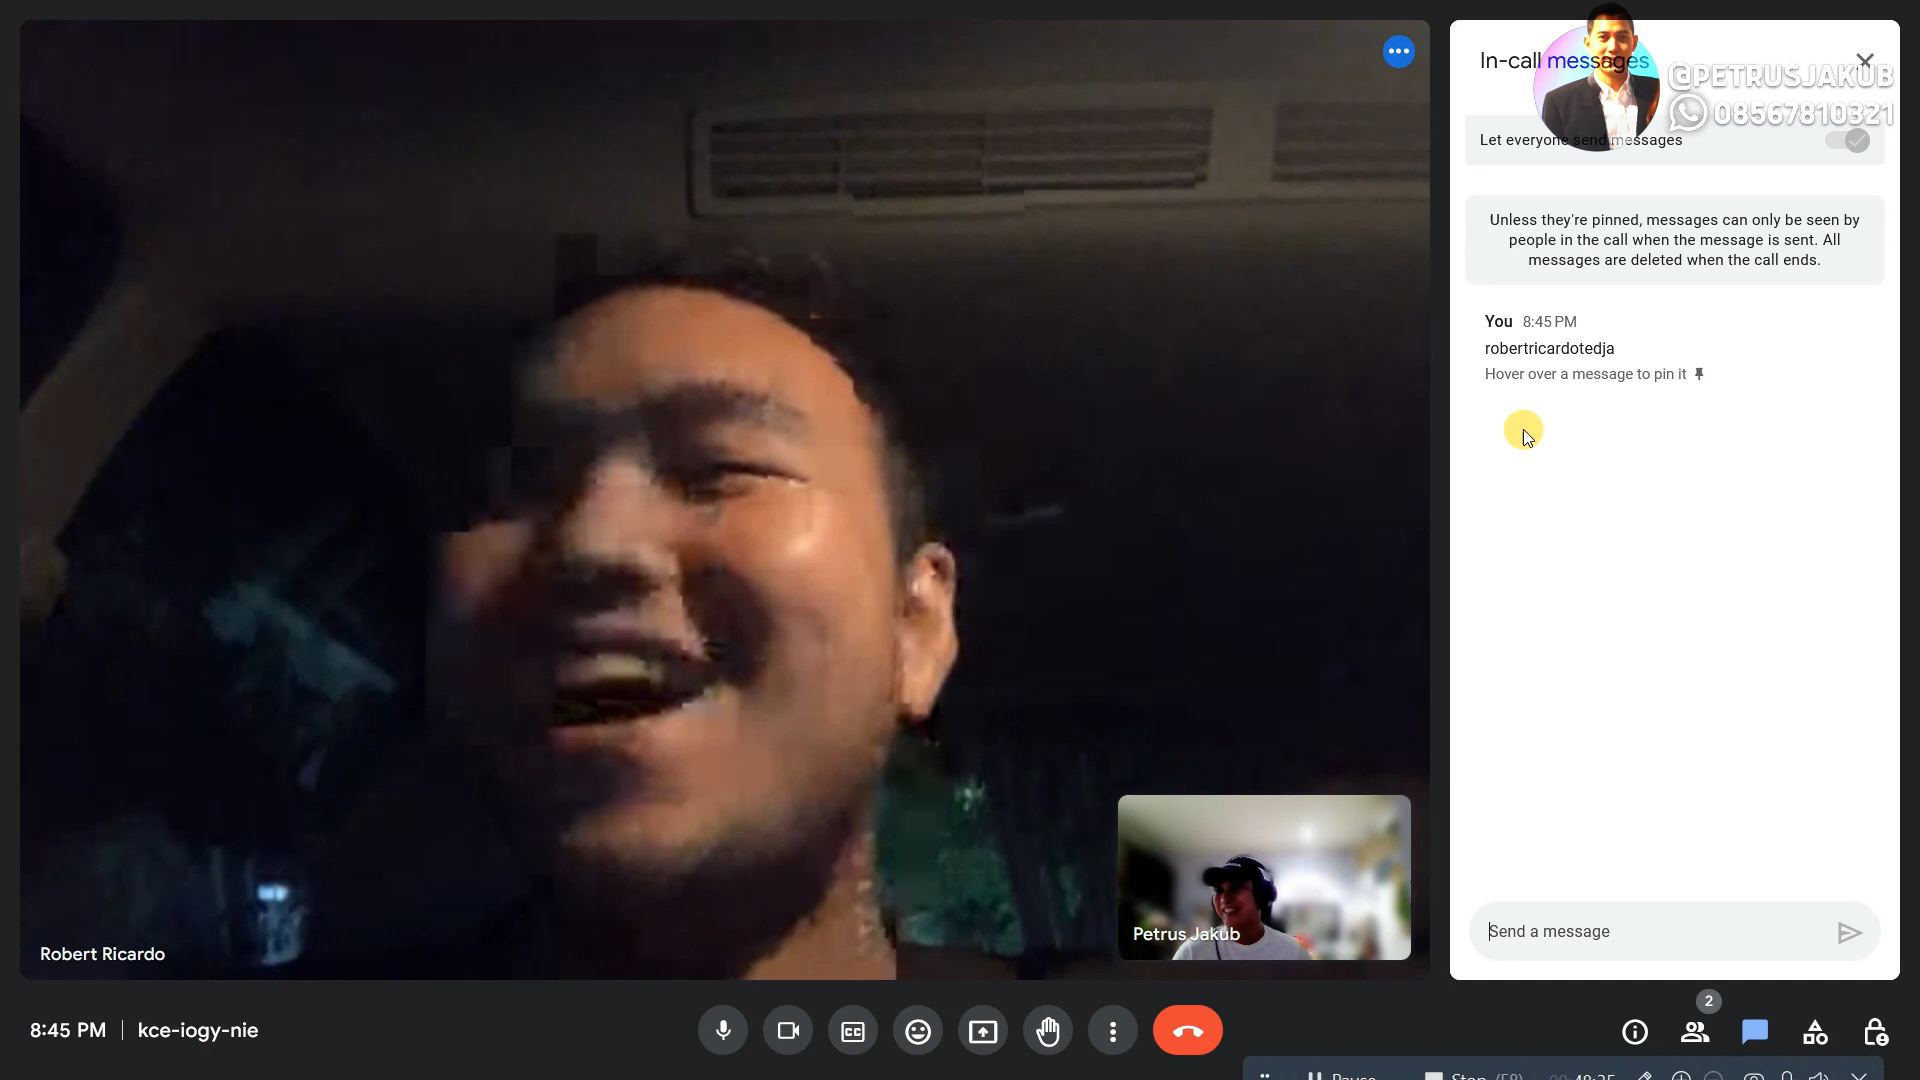 In-call messages
@PETRUSJAKUB
08567810321
Let everyone send messages
Unless they're pinned, messages can only be seen by
people in the call when the message is sent. All
messages are deleted when the call ends.
You 8:45 PM
robertricardotedja
Hover over a message to pin it
Send a message
Robert Ricardo
Petrus Jakub
8:45 PM | kce-iogy-nie
2
Pause
Stop (F8)